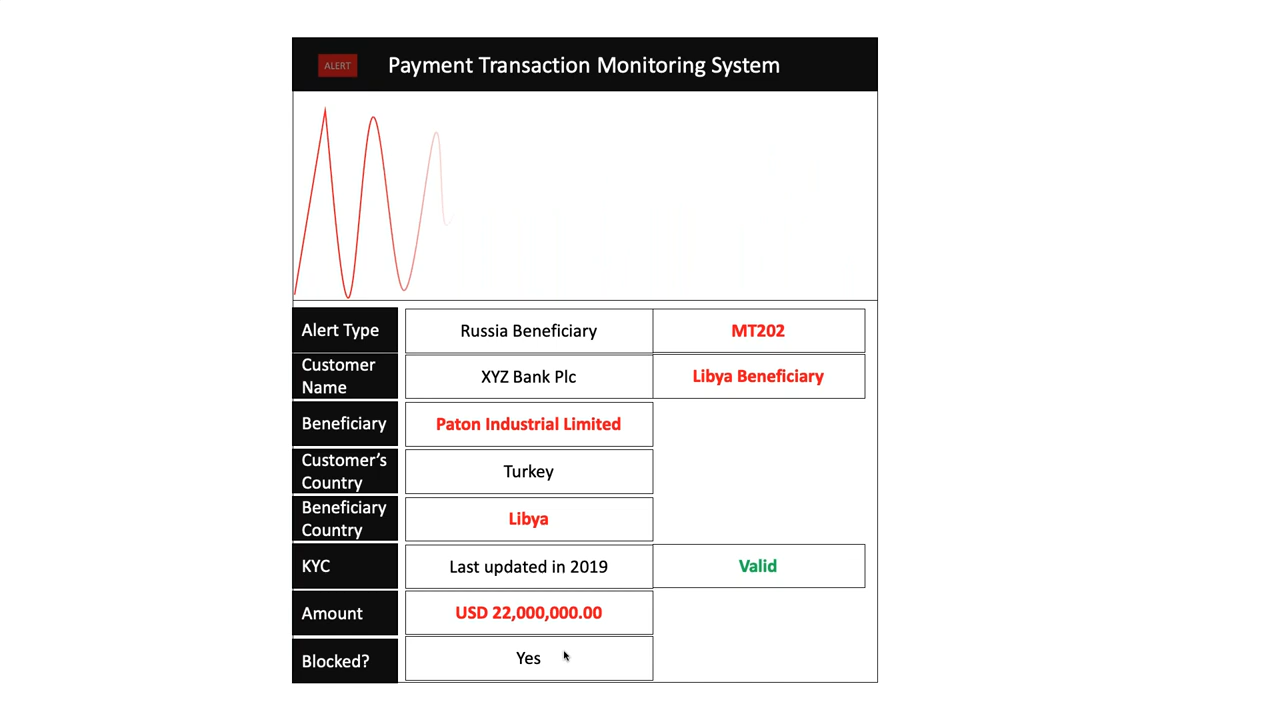 ALERT
Payment Transaction Monitoring System
Alert Type
Russia Beneficiary
MT202
Customer
Name
XYZ Bank Plc
Libya Beneficiary
Beneficiary
Paton Industrial Limited
Customer’s
Country
Turkey
Beneficiary
Country
Libya
KYC
Last updated in 2019
Valid
Amount
USD 22,000,000.00
Blocked?
Yes